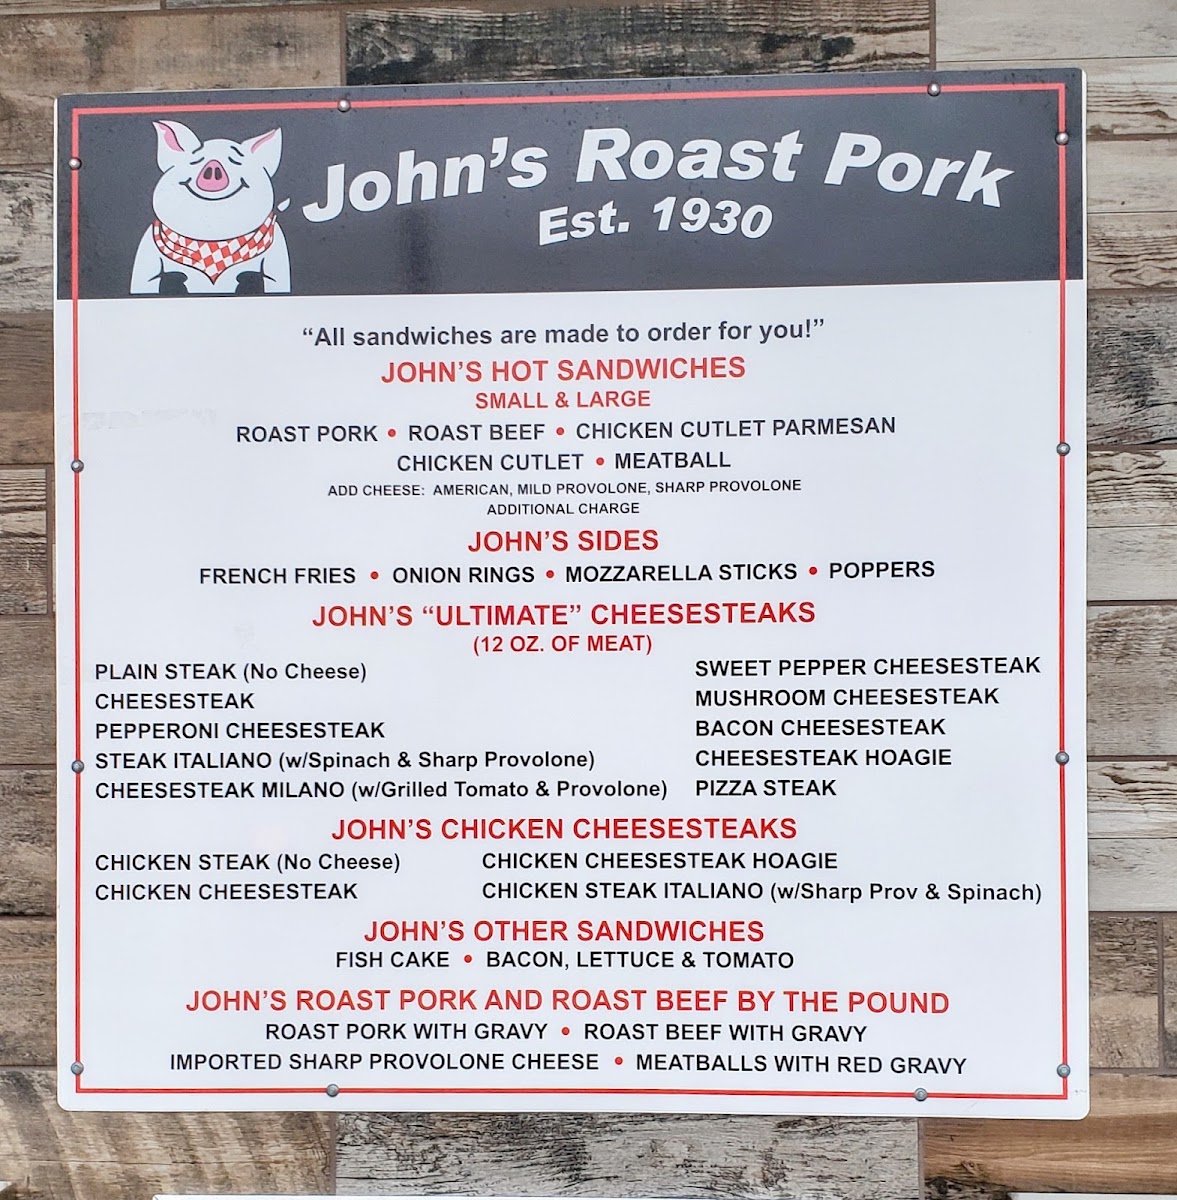 John's Roast Pork
Est. 1930
“All sandwiches are made to order for you!”
JOHN'S HOT SANDWICHES
SMALL & LARGE
ROAST PORK • ROAST BEEF • CHICKEN CUTLET PARMESAN
CHICKEN CUTLET • MEATBALL
ADD CHEESE: AMERICAN, MILD PROVOLONE, SHARP PROVOLONE
ADDITIONAL CHARGE
JOHN'S SIDES
FRENCH FRIES • ONION RINGS • MOZZARELLA STICKS • POPPERS
JOHN'S “ULTIMATE” CHEESESTEAKS
(12 OZ. OF MEAT)
PLAIN STEAK (No Cheese)
CHEESESTEAK
PEPPERONI CHEESESTEAK
STEAK ITALIANO (w/Spinach & Sharp Provolone)
CHEESESTEAK MILANO (w/Grilled Tomato & Provolone)
SWEET PEPPER CHEESESTEAK
MUSHROOM CHEESESTEAK
BACON CHEESESTEAK
CHEESESTEAK HOAGIE
PIZZA STEAK
JOHN'S CHICKEN CHEESESTEAKS
CHICKEN STEAK (No Cheese)
CHICKEN CHEESESTEAK
CHICKEN CHEESESTEAK HOAGIE
CHICKEN STEAK ITALIANO (w/Sharp Prov & Spinach)
JOHN'S OTHER SANDWICHES
FISH CAKE • BACON, LETTUCE & TOMATO
JOHN'S ROAST PORK AND ROAST BEEF BY THE POUND
ROAST PORK WITH GRAVY • ROAST BEEF WITH GRAVY
IMPORTED SHARP PROVOLONE CHEESE • MEATBALLS WITH RED GRAVY